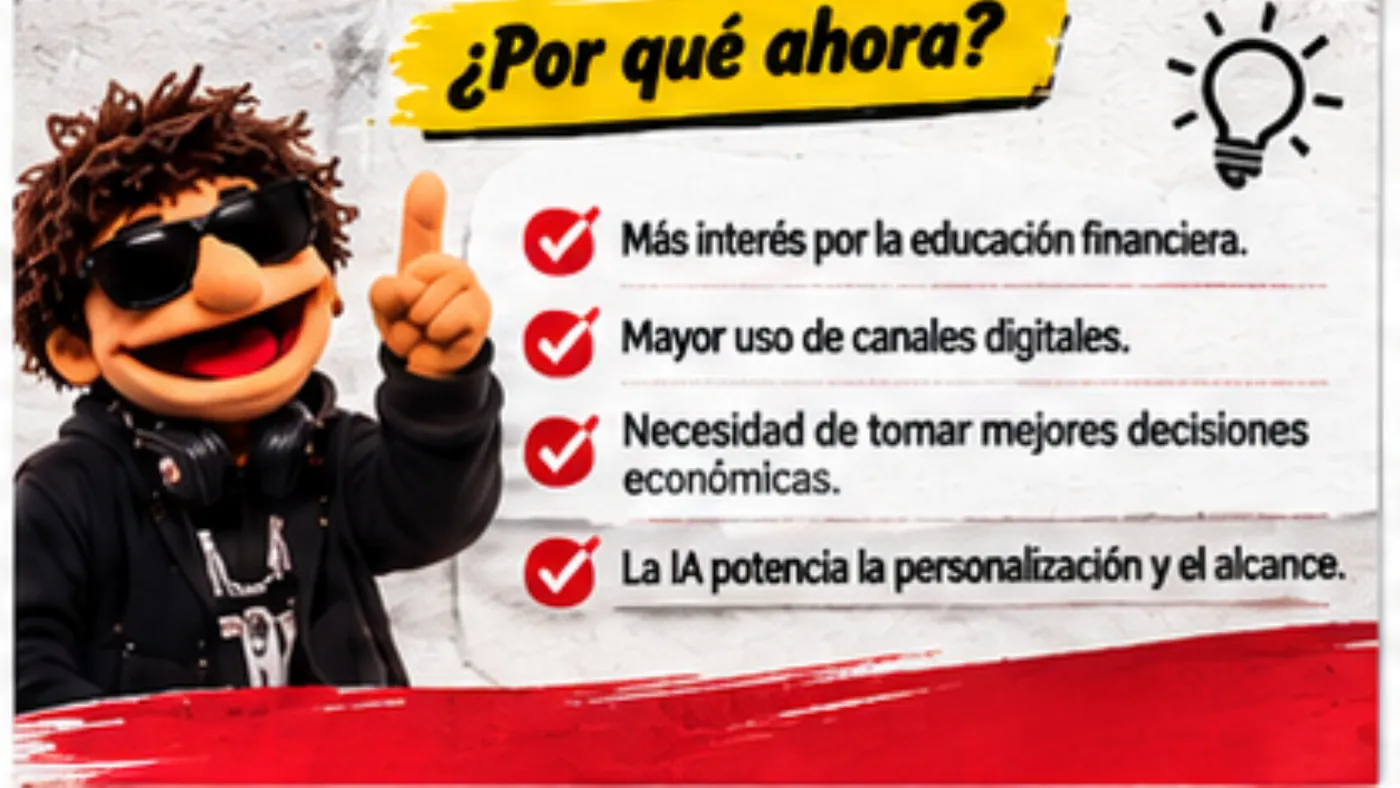 ¿Por qué ahora?
Más interés por la educación financiera.
Mayor uso de canales digitales.
Necesidad de tomar mejores decisiones
económicas.
La IA potencia la personalización y el alcance.